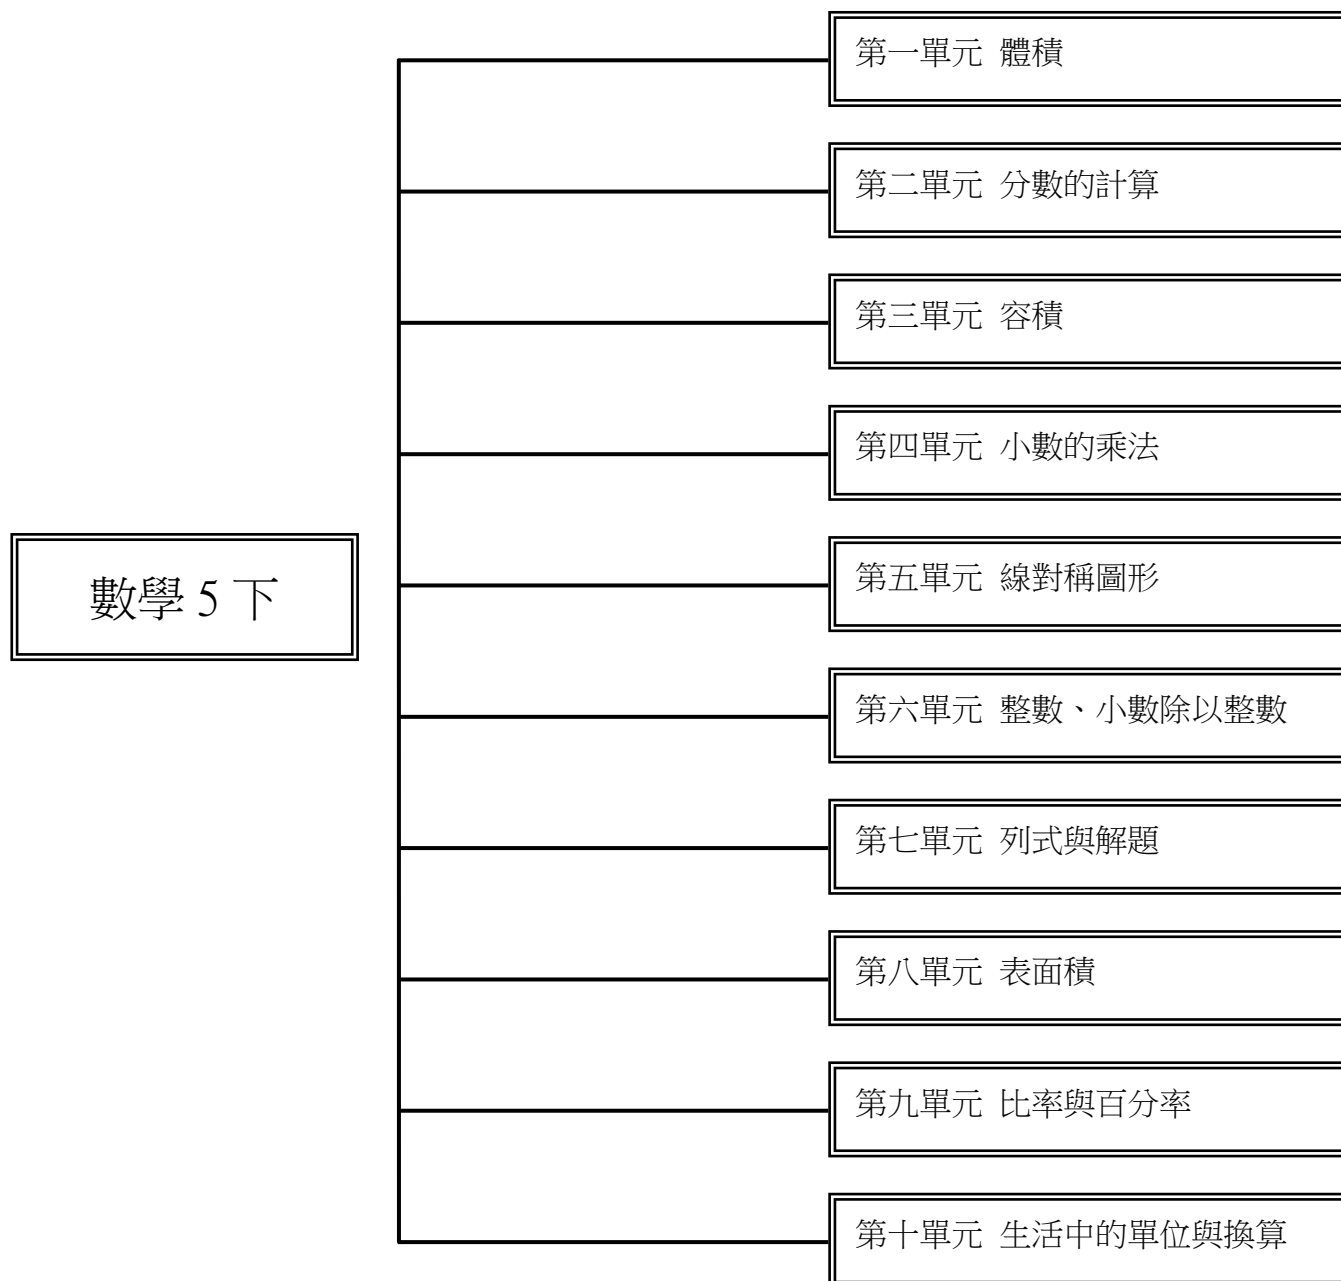 第一單元 體積
第二單元 分數的計算
第三單元 容積
第四單元 小數的乘法
數學 5 下
第五單元 線對稱圖形
第六單元 整數、小數除以整數
第七單元 列式與解題
第八單元 表面積
第九單元 比率與百分率
第十單元 生活中的單位與換算